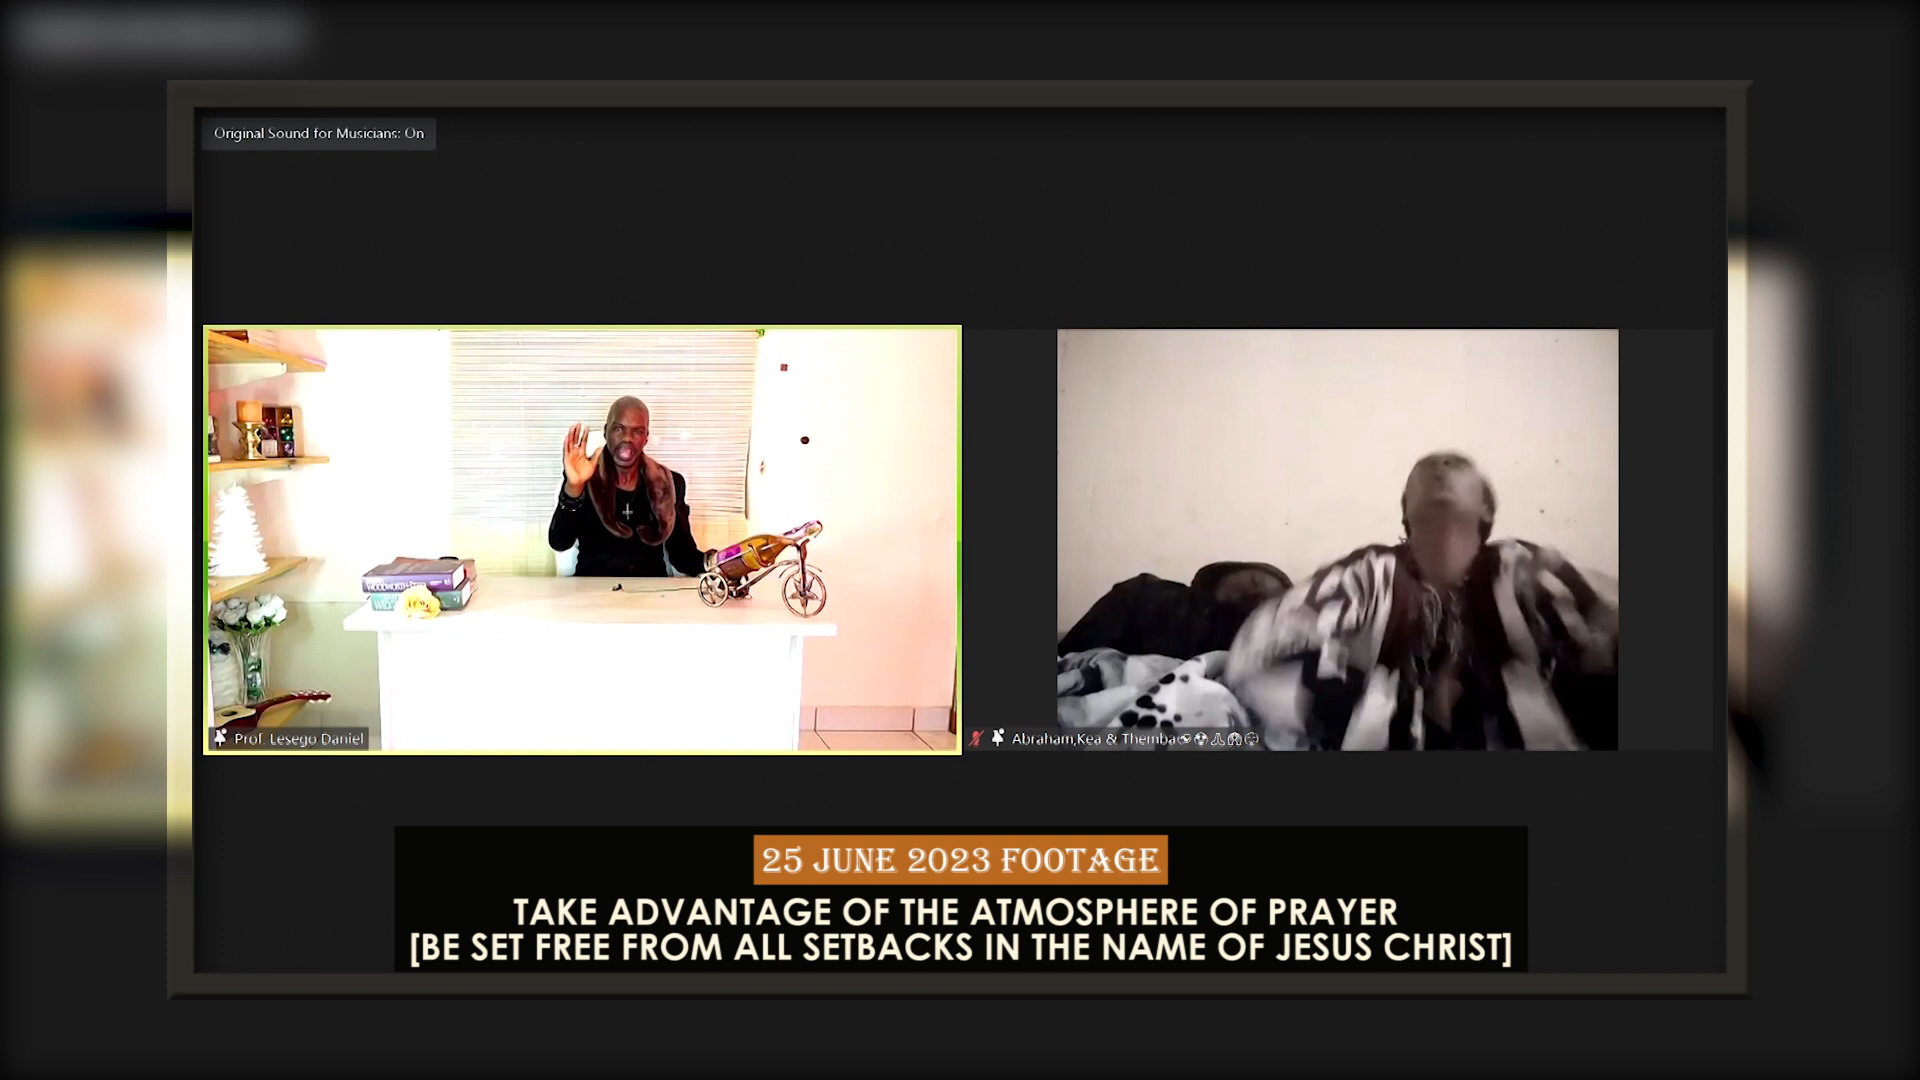 Original Sound for Musicians: On
Prof. Lesego Daniel
Abraham,Kea & Themba
25 JUNE 2023 FOOTAGE
TAKE ADVANTAGE OF THE ATMOSPHERE OF PRAYER
[BE SET FREE FROM ALL SETBACKS IN THE NAME OF JESUS CHRIST]